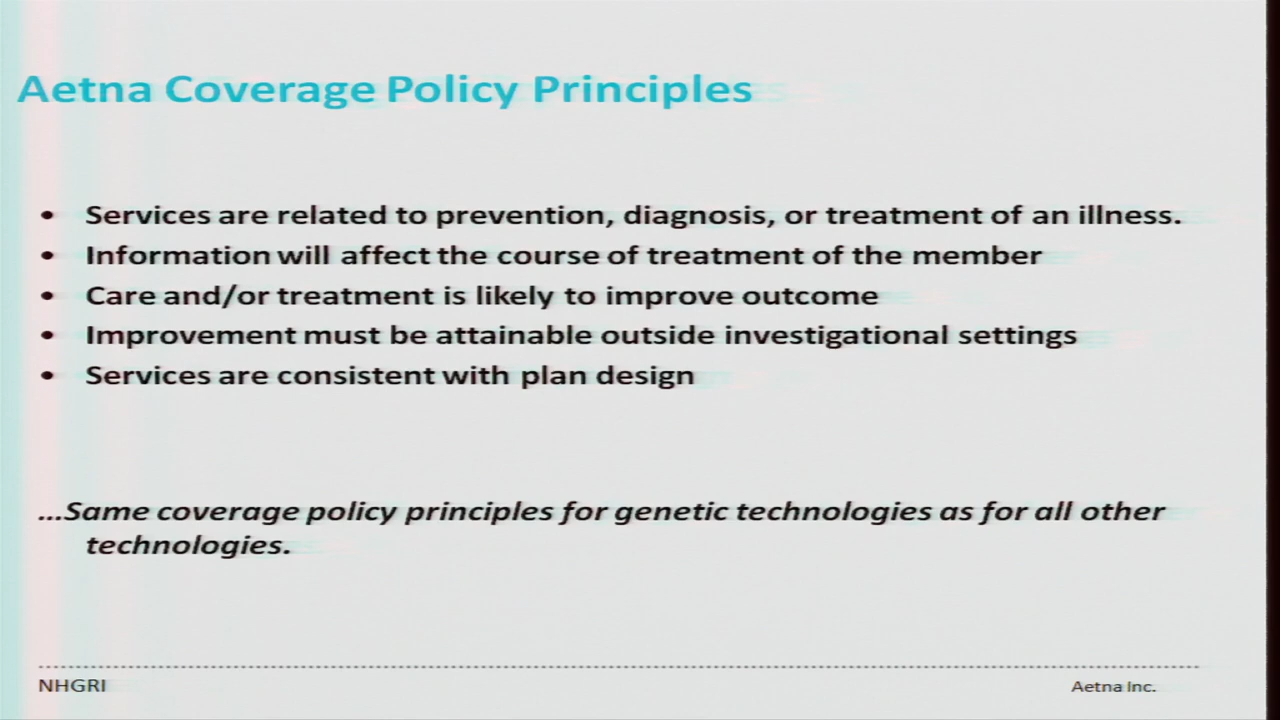 Aetna Coverage Policy Principles
• Services are related to prevention, diagnosis, or treatment of an illness.
• Information will affect the course of treatment of the member
• Care and/or treatment is likely to improve outcome
• Improvement must be attainable outside investigational settings
• Services are consistent with plan design
...Same coverage policy principles for genetic technologies as for all other
technologies.
NHGRI
Aetna Inc.